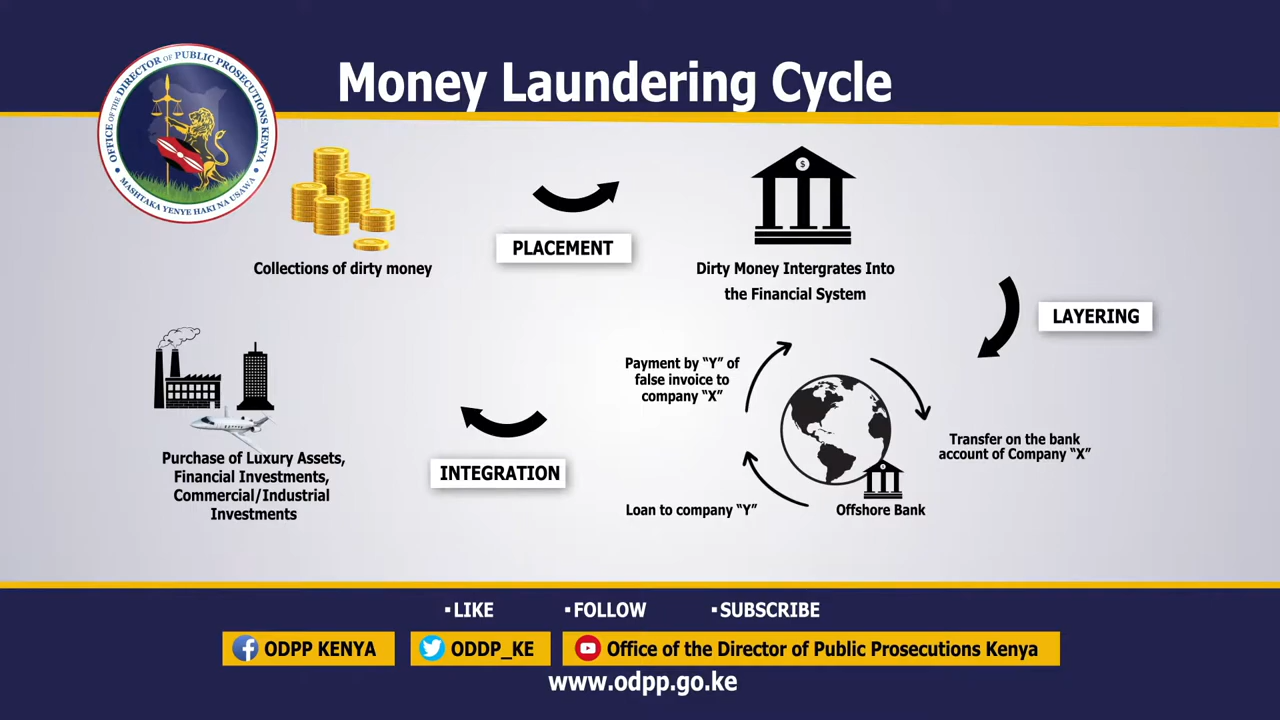 Money Laundering Cycle
OFFICE OF THE DIRECTOR OF PUBLIC PROSECUTIONS KENYA
MASHTAKA YENYE HAKI NA USAWA
Collections of dirty money
PLACEMENT
$
Dirty Money Intergrates Into
the Financial System
LAYERING
Payment by “Y” of
false invoice to
company “X”
Transfer on the bank
account of Company “X”
Loan to company “Y”
Offshore Bank
INTEGRATION
Purchase of Luxury Assets,
Financial Investments,
Commercial/Industrial
Investments
▪LIKE ▪FOLLOW ▪SUBSCRIBE
ODPP KENYA ODDP_KE Office of the Director of Public Prosecutions Kenya
www.odpp.go.ke